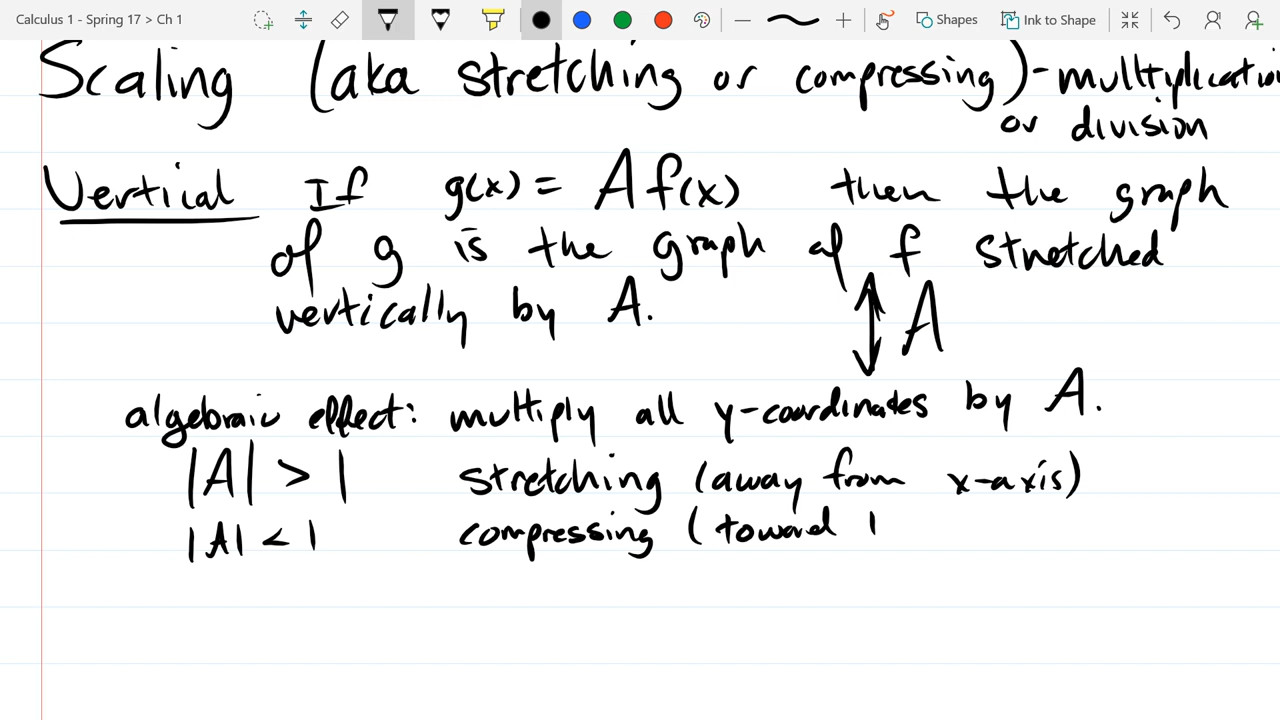 Calculus 1 - Spring 17 > Ch 1
Shapes
Ink to Shape
Scaling (aka stretching or compressing) - multiplication
or division
Vertical If g(x) = A f(x) then the graph
of g is the graph of f stretched
vertically by A.
A
algebraic effect: multiply all y-coordinates by A.
|A| > 1 stretching (away from x-axis)
|A| < 1 compressing (toward